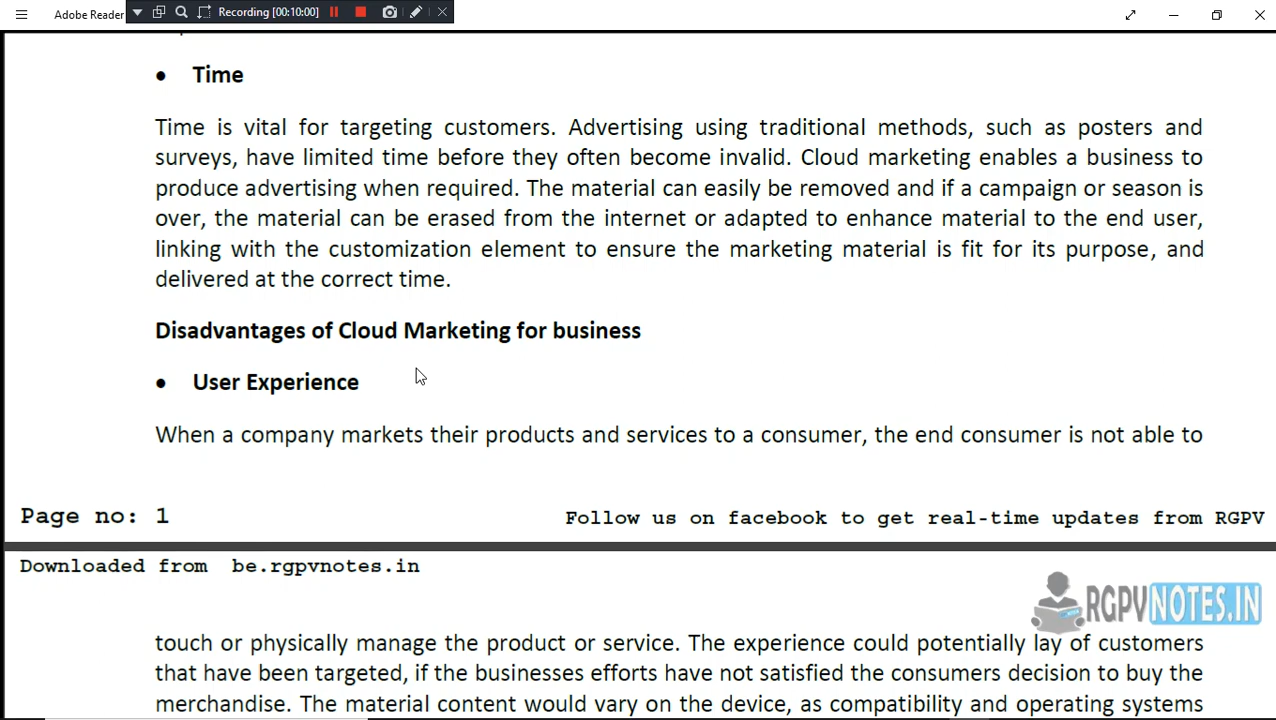 Adobe Reader
Recording [00:10:00]
• Time
Time is vital for targeting customers. Advertising using traditional methods, such as posters and
surveys, have limited time before they often become invalid. Cloud marketing enables a business to
produce advertising when required. The material can easily be removed and if a campaign or season is
over, the material can be erased from the internet or adapted to enhance material to the end user,
linking with the customization element to ensure the marketing material is fit for its purpose, and
delivered at the correct time.
Disadvantages of Cloud Marketing for business
• User Experience
When a company markets their products and services to a consumer, the end consumer is not able to
Page no: 1
Follow us on facebook to get real-time updates from RGPV
Downloaded from be.rgpvnotes.in
RGPVNOTES.IN
touch or physically manage the product or service. The experience could potentially lay of customers
that have been targeted, if the businesses efforts have not satisfied the consumers decision to buy the
merchandise. The material content would vary on the device, as compatibility and operating systems